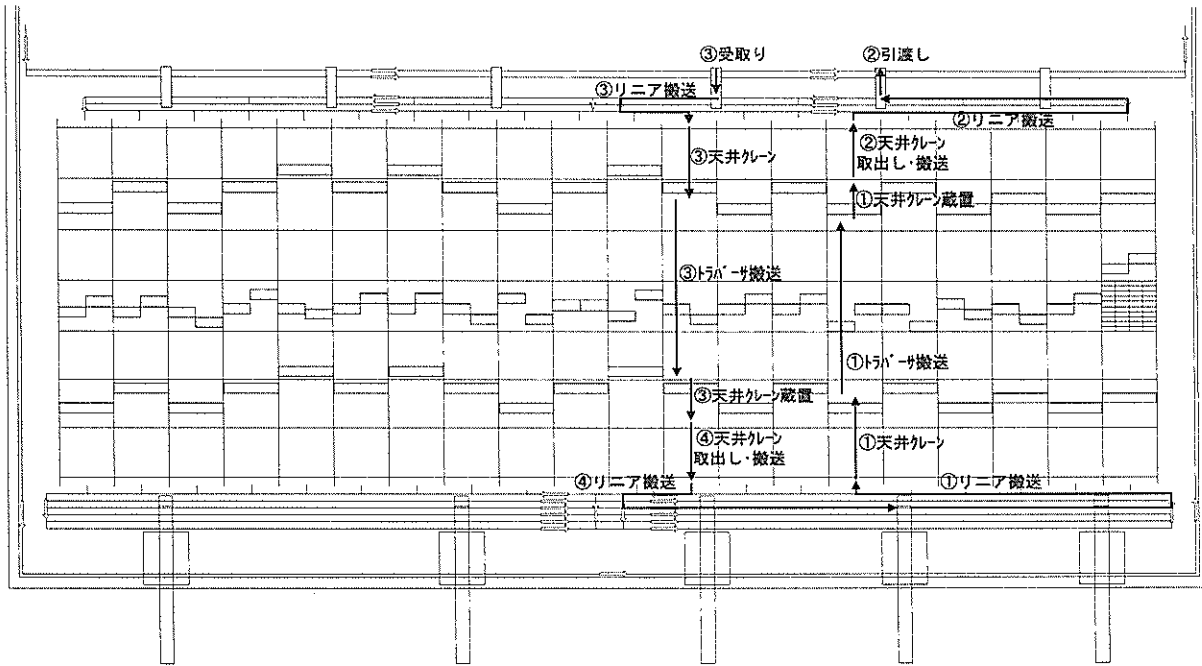 ③受取り
②引渡し
③リニア搬送
②リニア搬送
③天井クレーン
②天井クレーン
取出し・搬送
①天井クレーン蔵置
③トラバーサ搬送
①トラバーサ搬送
③天井クレーン蔵置
①天井クレーン
④天井クレーン
取出し・搬送
④リニア搬送
①リニア搬送